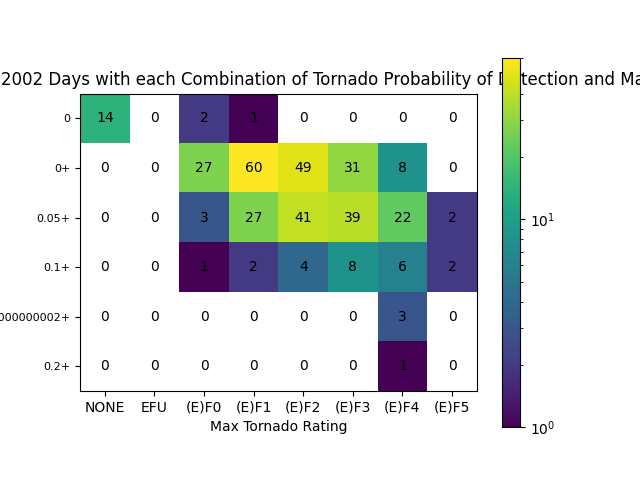 2002 Days with each Combination of Tornado Probability of Detection and Ma
0 14 0 2 1 0 0 0 0
0+ 0 0 27 60 49 31 8 0
0.05+ 0 0 3 27 41 39 22 2
0.1+ 0 0 1 2 4 8 6 2
000000002+ 0 0 0 0 0 0 3 0
0.2+ 0 0 0 0 0 0 1 0
NONE EFU (E)F0 (E)F1 (E)F2 (E)F3 (E)F4 (E)F5
Max Tornado Rating
10¹
10⁰